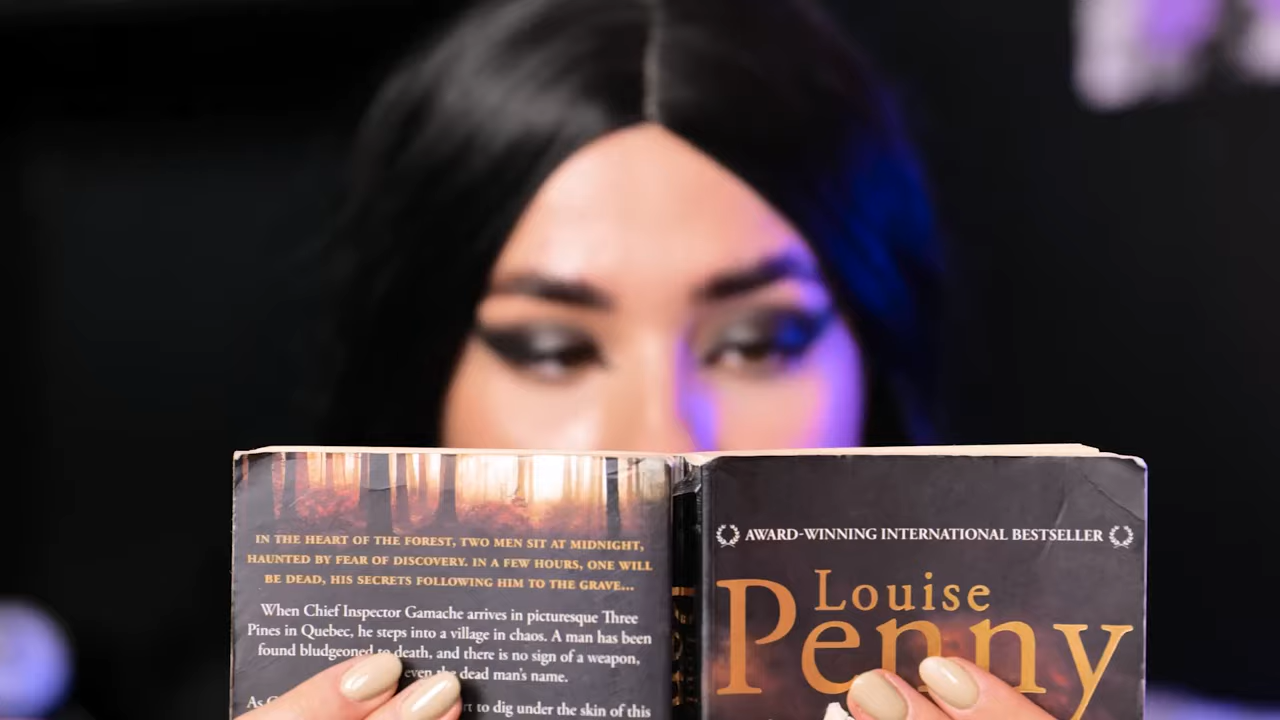 IN THE HEART OF THE FOREST, TWO MEN SIT AT MIDNIGHT,
HAUNTED BY FEAR OF DISCOVERY. IN A FEW HOURS, ONE WILL
BE DEAD, HIS SECRETS FOLLOWING HIM TO THE GRAVE...
When Chief Inspector Gamache arrives in picturesque Three
Pines in Quebec, he steps into a village in chaos. A man has been
found bludgeoned to death, and there is no sign of a weapon,
even the dead man's name.
to dig under the skin of this
AWARD-WINNING INTERNATIONAL BESTSELLER
Louise
Penny